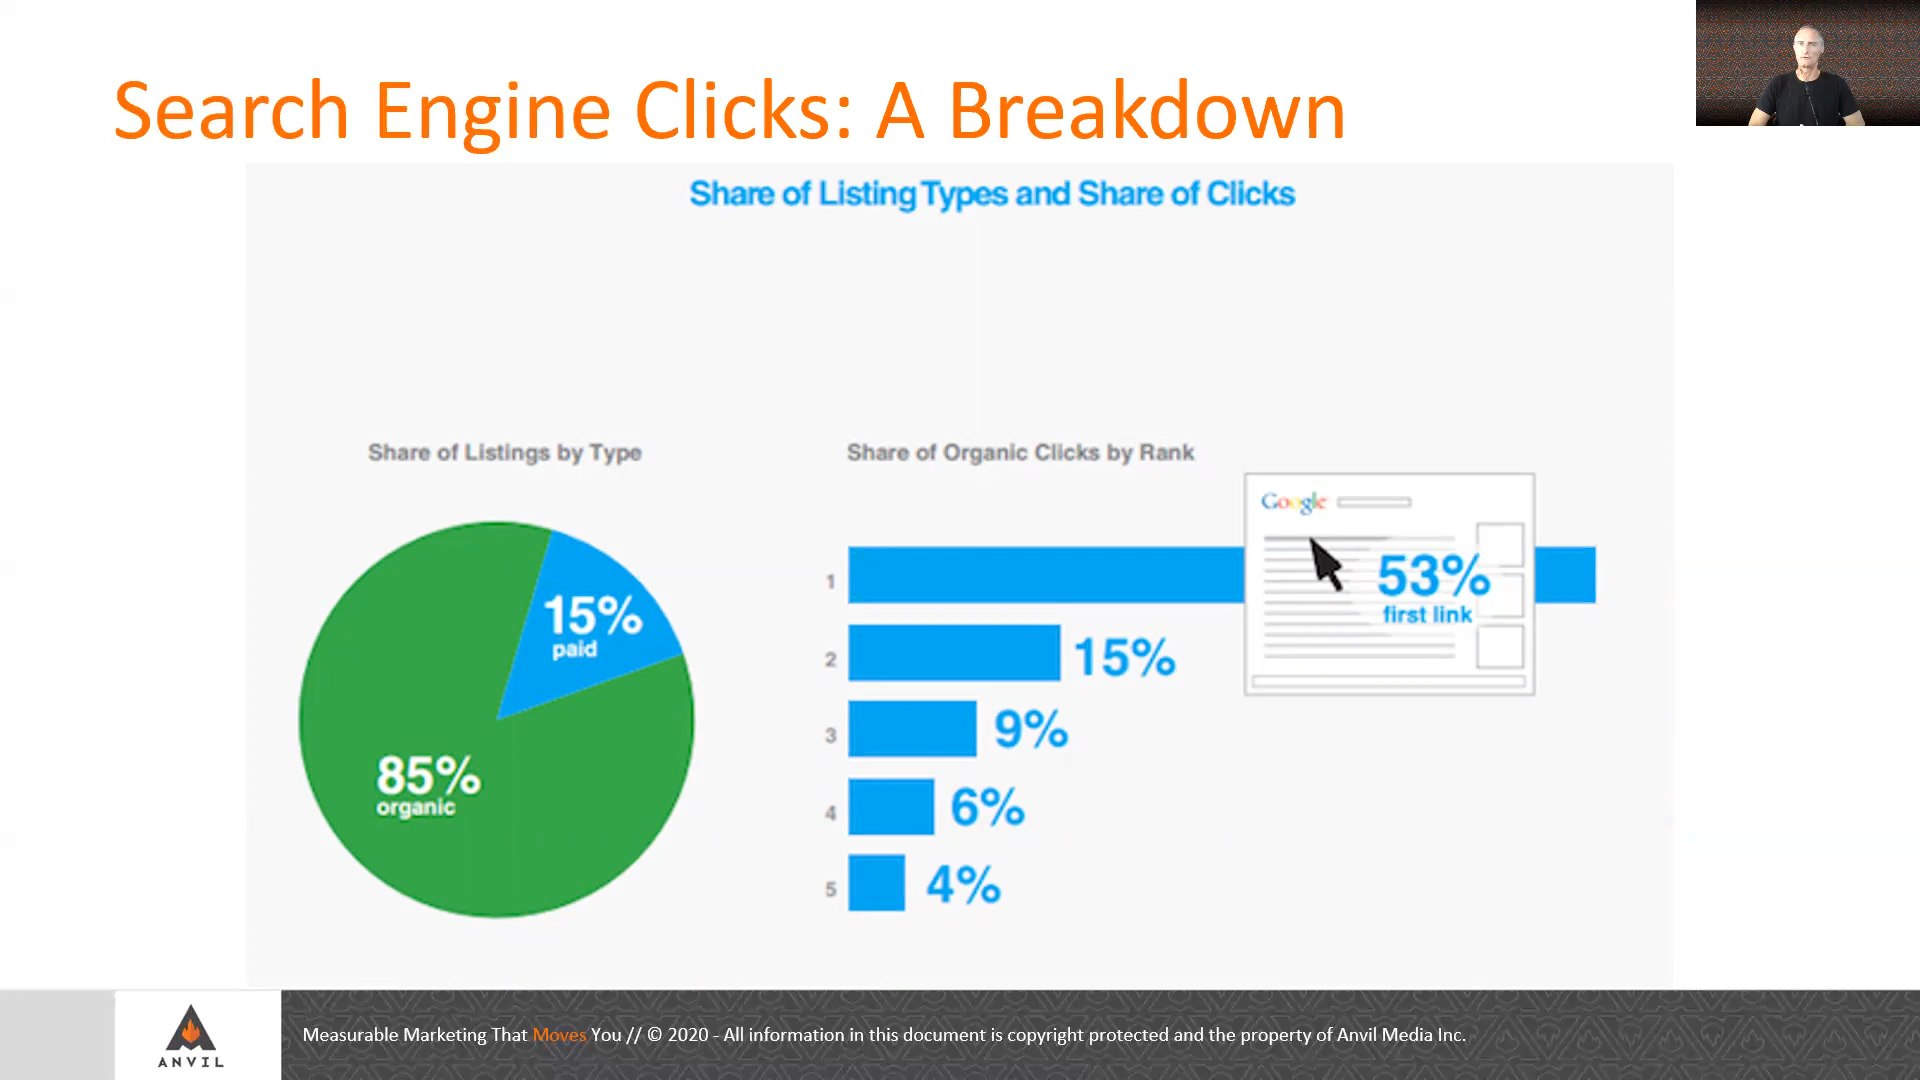 Search Engine Clicks: A Breakdown
Share of Listing Types and Share of Clicks
Share of Listings by Type
15%
paid
85%
organic
Share of Organic Clicks by Rank
Google
1
53%
first link
2 15%
3 9%
4 6%
5 4%
ANVIL
Measurable Marketing That Moves You // © 2020 - All information in this document is copyright protected and the property of Anvil Media Inc.